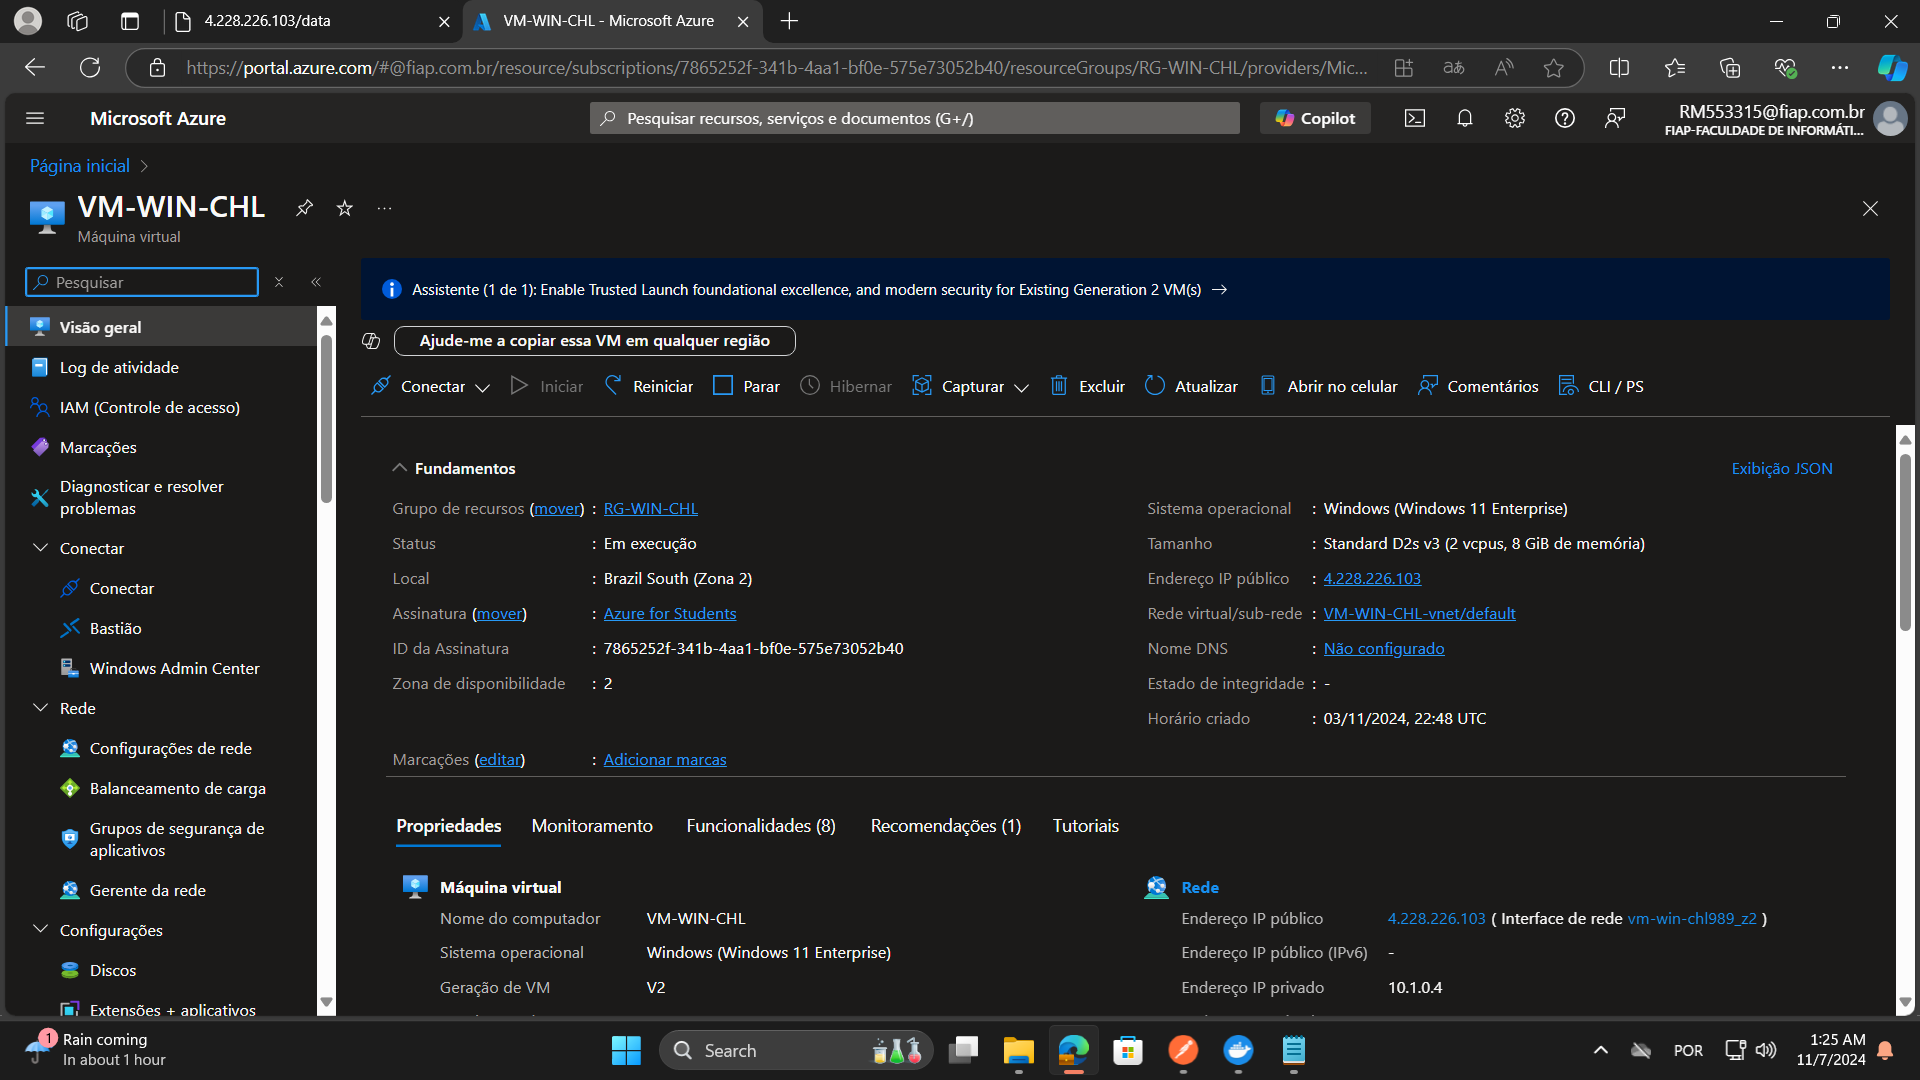 4.228.226.103/data
VM-WIN-CHL - Microsoft Azure
https://portal.azure.com/#@fiap.com.br/resource/subscriptions/7865252f-341b-4aa1-bf0e-575e73052b40/resourceGroups/RG-WIN-CHL/providers/Mic...
Microsoft Azure
Pesquisar recursos, serviços e documentos (G+/)
Copilot
RM553315@fiap.com.br
FIAP-FACULDADE DE INFORMÁTI...
Página inicial
VM-WIN-CHL
Máquina virtual
Pesquisar
Visão geral
Log de atividade
IAM (Controle de acesso)
Marcações
Diagnosticar e resolver
problemas
Conectar
Conectar
Bastião
Windows Admin Center
Rede
Configurações de rede
Balanceamento de carga
Grupos de segurança de
aplicativos
Gerente da rede
Configurações
Discos
Extensões + aplicativos
Assistente (1 de 1): Enable Trusted Launch foundational excellence, and modern security for Existing Generation 2 VM(s) →
Ajude-me a copiar essa VM em qualquer região
Conectar Iniciar Reiniciar Parar Hibernar Capturar Excluir Atualizar Abrir no celular Comentários CLI / PS
Fundamentos
Exibição JSON
Grupo de recursos (mover) : RG-WIN-CHL
Status : Em execução
Local : Brazil South (Zona 2)
Assinatura (mover) : Azure for Students
ID da Assinatura : 7865252f-341b-4aa1-bf0e-575e73052b40
Zona de disponibilidade : 2
Sistema operacional : Windows (Windows 11 Enterprise)
Tamanho : Standard D2s v3 (2 vcpus, 8 GiB de memória)
Endereço IP público : 4.228.226.103
Rede virtual/sub-rede : VM-WIN-CHL-vnet/default
Nome DNS : Não configurado
Estado de integridade : -
Horário criado : 03/11/2024, 22:48 UTC
Marcações (editar) : Adicionar marcas
Propriedades Monitoramento Funcionalidades (8) Recomendações (1) Tutoriais
Máquina virtual
Nome do computador VM-WIN-CHL
Sistema operacional Windows (Windows 11 Enterprise)
Geração de VM V2
Rede
Endereço IP público 4.228.226.103 ( Interface de rede vm-win-chl989_z2 )
Endereço IP público (IPv6) -
Endereço IP privado 10.1.0.4
1
Rain coming
In about 1 hour
Search
POR
1:25 AM
11/7/2024